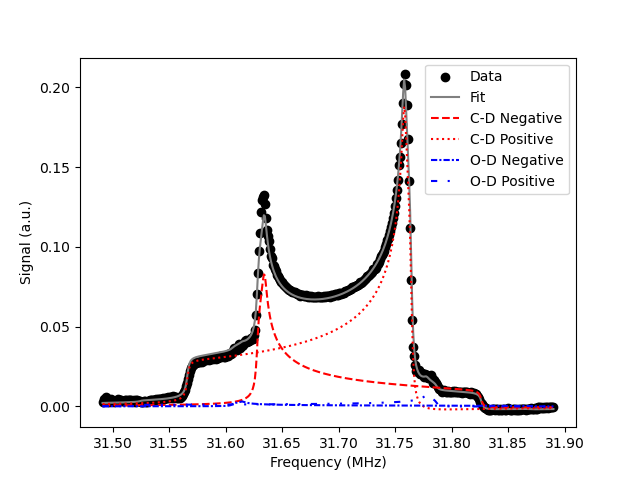 0.20
0.15
0.10
0.05
0.00
Signal (a.u.)
Data
Fit
C-D Negative
C-D Positive
O-D Negative
O-D Positive
31.50 31.55 31.60 31.65 31.70 31.75 31.80 31.85 31.90
Frequency (MHz)